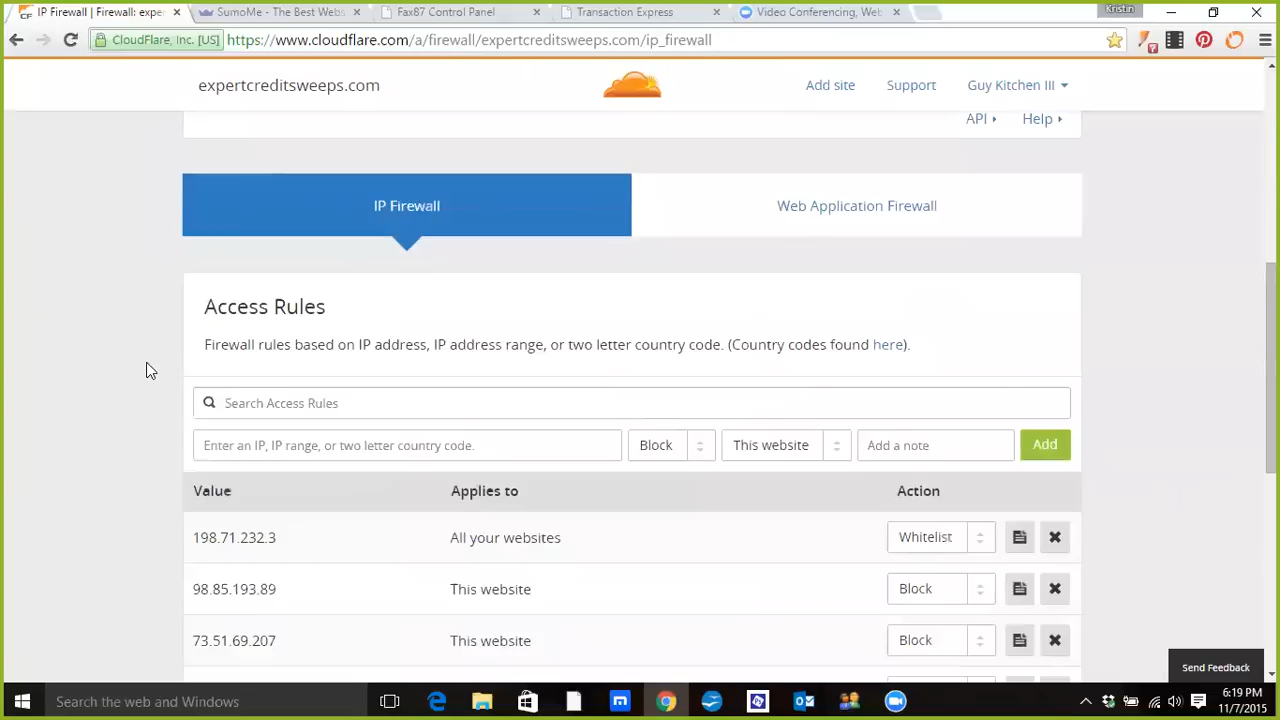 IP Firewall | Firewall: exper
SumoMe - The Best Webs
Fax87 Control Panel
Transaction Express
Video Conferencing, Web
Kristin
CloudFlare, Inc. [US]
https://www.cloudflare.com/a/firewall/expertcreditsweeps.com/ip_firewall
expertcreditsweeps.com
Add site
Support
Guy Kitchen III
API
Help
IP Firewall
Web Application Firewall
Access Rules
Firewall rules based on IP address, IP address range, or two letter country code. (Country codes found here).
Search Access Rules
Enter an IP, IP range, or two letter country code.
Block
This website
Add a note
Add
Value
Applies to
Action
198.71.232.3
All your websites
Whitelist
98.85.193.89
This website
Block
73.51.69.207
This website
Block
Send Feedback
Search the web and Windows
6:19 PM
11/7/2015